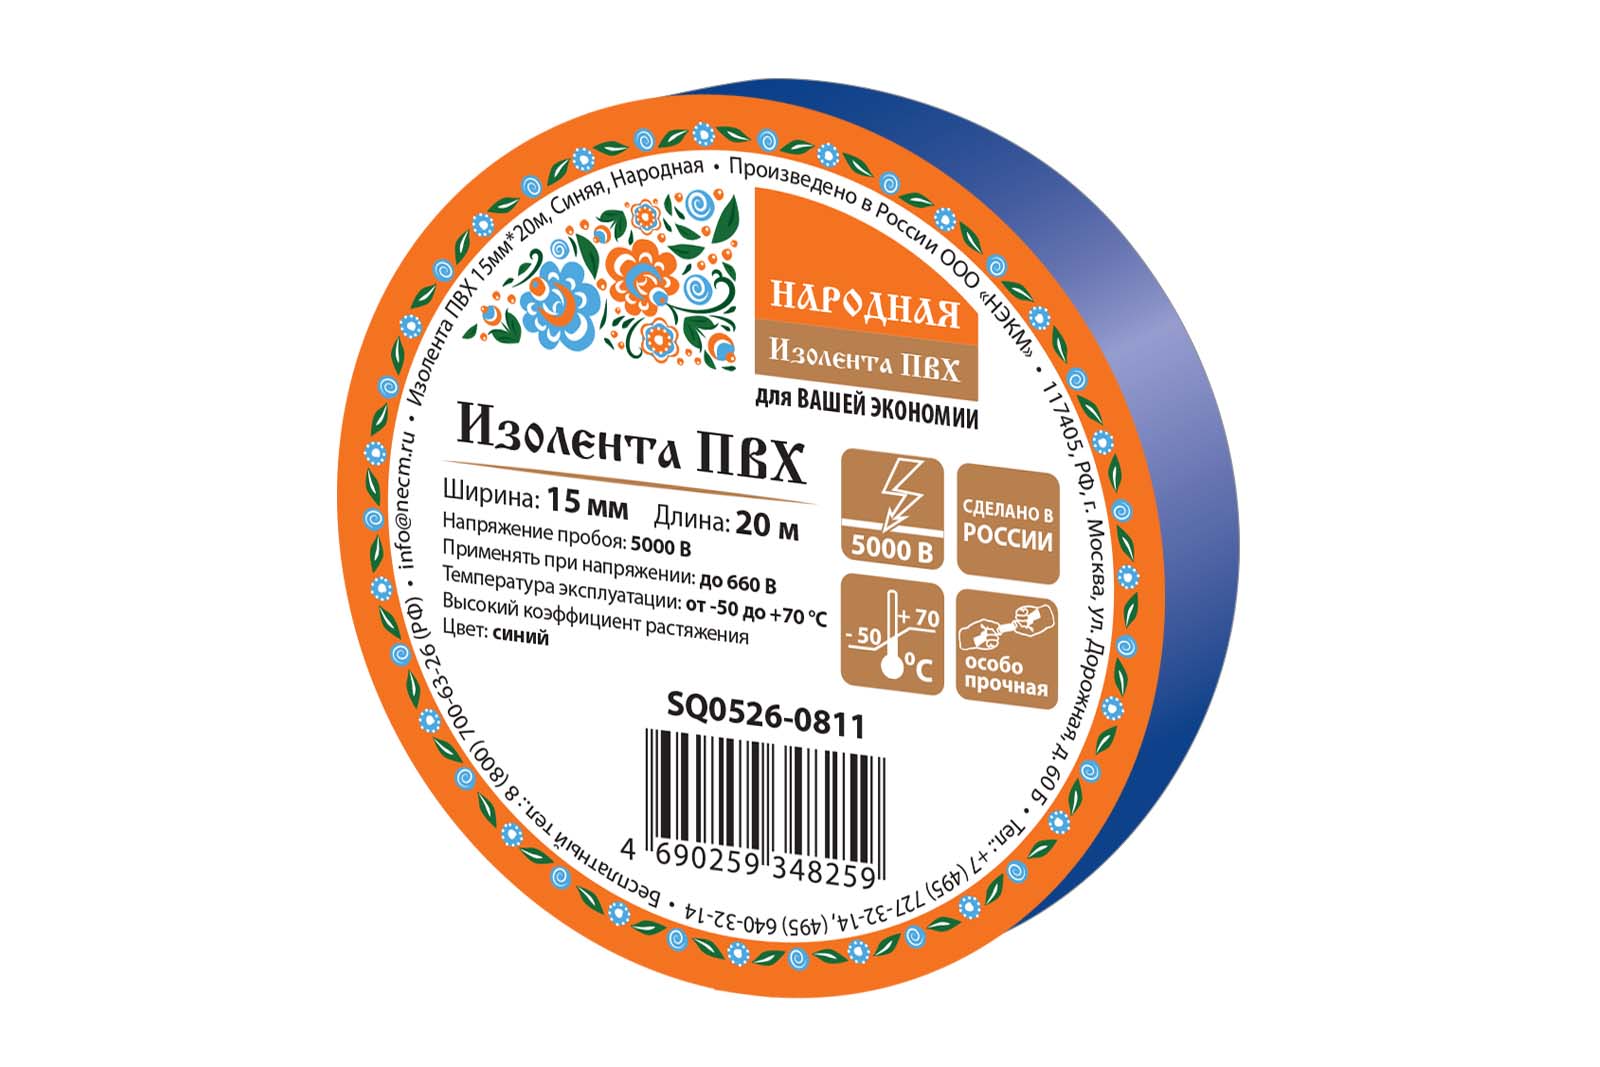 Изолента ПВХ 15мм*20м, Синяя, Народная • Произведено в России ООО «НЭКМ» • 117405, РФ, г. Москва, ул. Дорожная, д. 60Б • Тел.: +7 (495) 727-32-14, (495) 640-32-14 • Бесплатный тел.: 8 (800) 700-63-26 (РФ) • info@necm.ru •
НАРОДНАЯ
Изолента ПВХ
для ВАШЕЙ ЭКОНОМИИ
Изолента ПВХ
Ширина: 15 мм Длина: 20 м
Напряжение пробоя: 5000 В
Применять при напряжении: до 660 В
Температура эксплуатации: от -50 до +70 °С
Высокий коэффициент растяжения
Цвет: синий
5000 В
СДЕЛАНО В
РОССИИ
- 50 + 70
°С
особо
прочная
SQ0526-0811
4 690259 348259